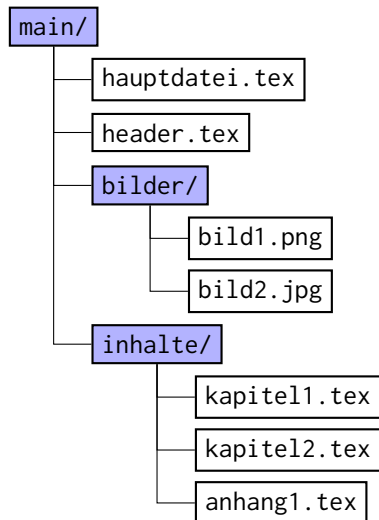 main/
hauptdatei.tex
header.tex
bilder/
bild1.png
bild2.jpg
inhalte/
kapitel1.tex
kapitel2.tex
anhang1.tex